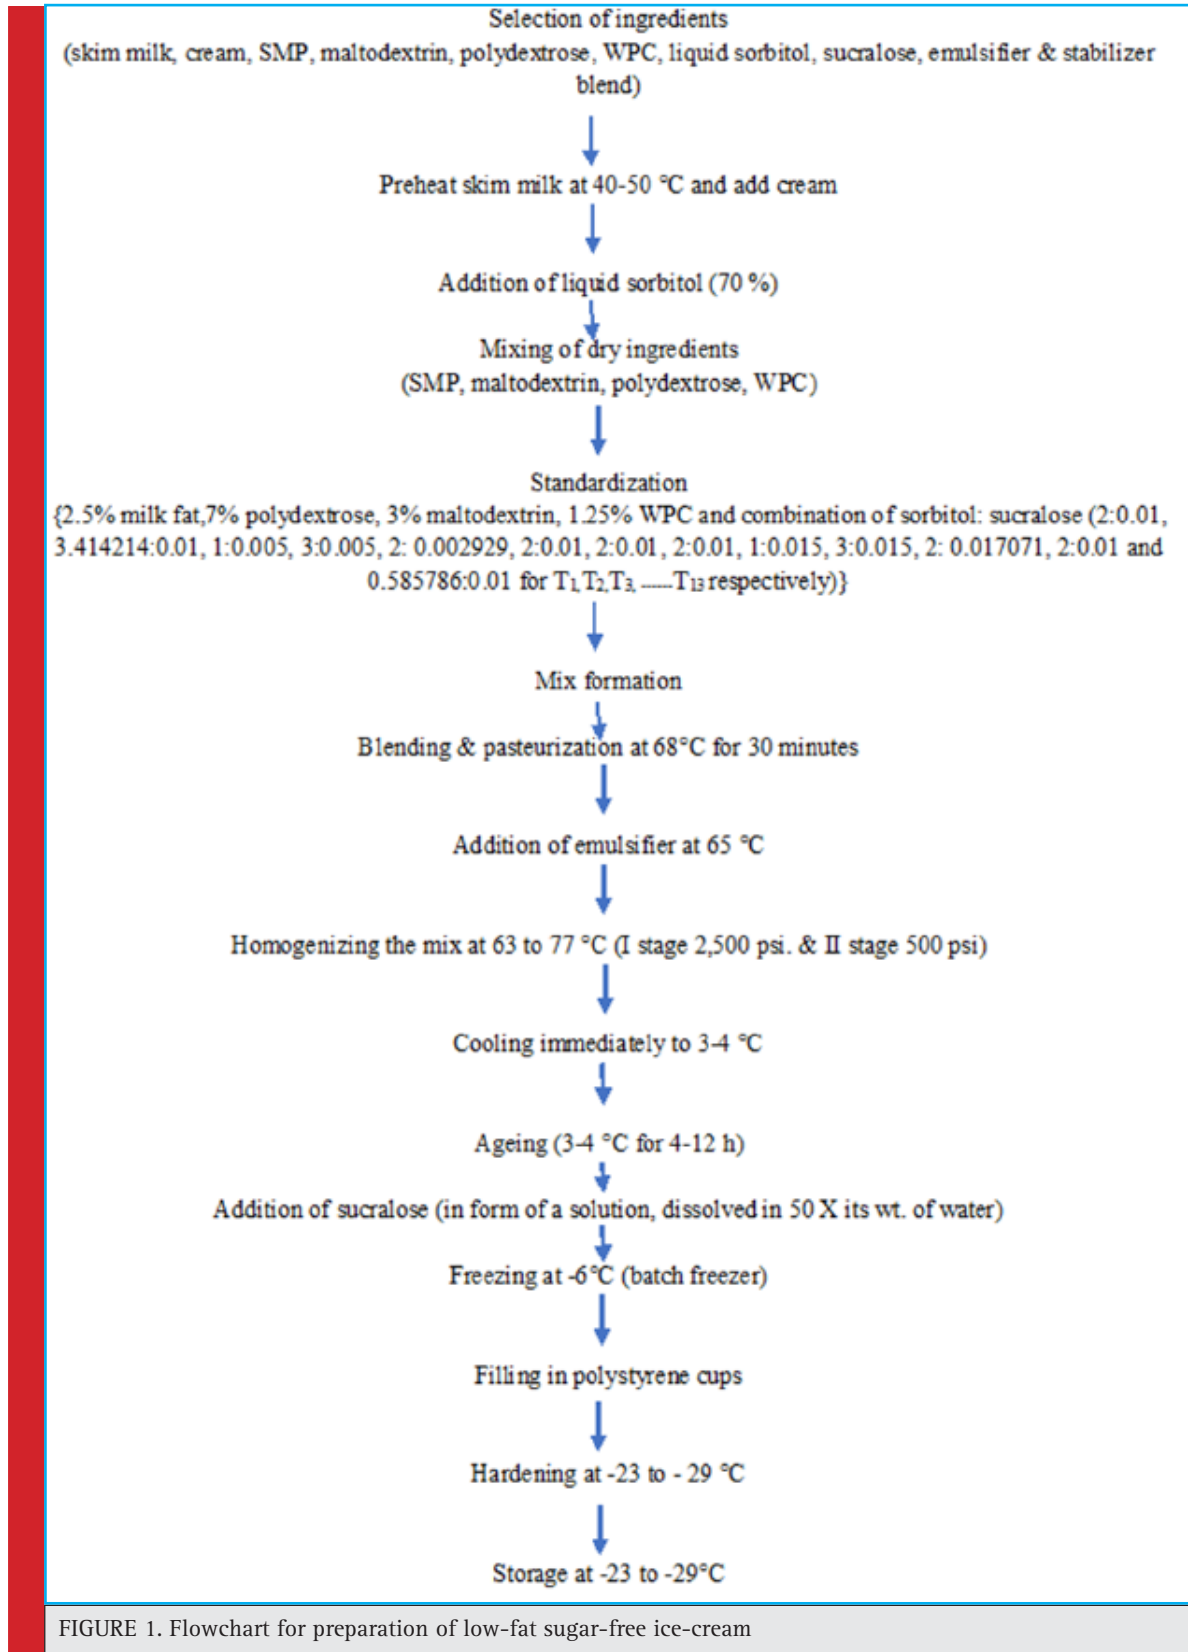 Selection of ingredients
(skim milk, cream, SMP, maltodextrin, polydextrose, WPC, liquid sorbitol, sucralose, emulsifier & stabilizer
blend)
Preheat skim milk at 40-50 °C and add cream
Addition of liquid sorbitol (70 %)
Mixing of dry ingredients
(SMP, maltodextrin, polydextrose, WPC)
Standardization
{2.5% milk fat,7% polydextrose, 3% maltodextrin, 1.25% WPC and combination of sorbitol: sucralose (2:0.01,
3.414214:0.01, 1:0.005, 3:0.005, 2: 0.002929, 2:0.01, 2:0.01, 2:0.01, 1:0.015, 3:0.015, 2: 0.017071, 2:0.01 and
0.585786:0.01 for T1,T2,T3, ......T13 respectively)}
Mix formation
Blending & pasteurization at 68°C for 30 minutes
Addition of emulsifier at 65 °C
Homogenizing the mix at 63 to 77 °C (I stage 2,500 psi. & II stage 500 psi)
Cooling immediately to 3-4 °C
Ageing (3-4 °C for 4-12 h)
Addition of sucralose (in form of a solution, dissolved in 50 X its wt. of water)
Freezing at -6°C (batch freezer)
Filling in polystyrene cups
Hardening at -23 to - 29 °C
Storage at -23 to -29°C
FIGURE 1. Flowchart for preparation of low-fat sugar-free ice-cream